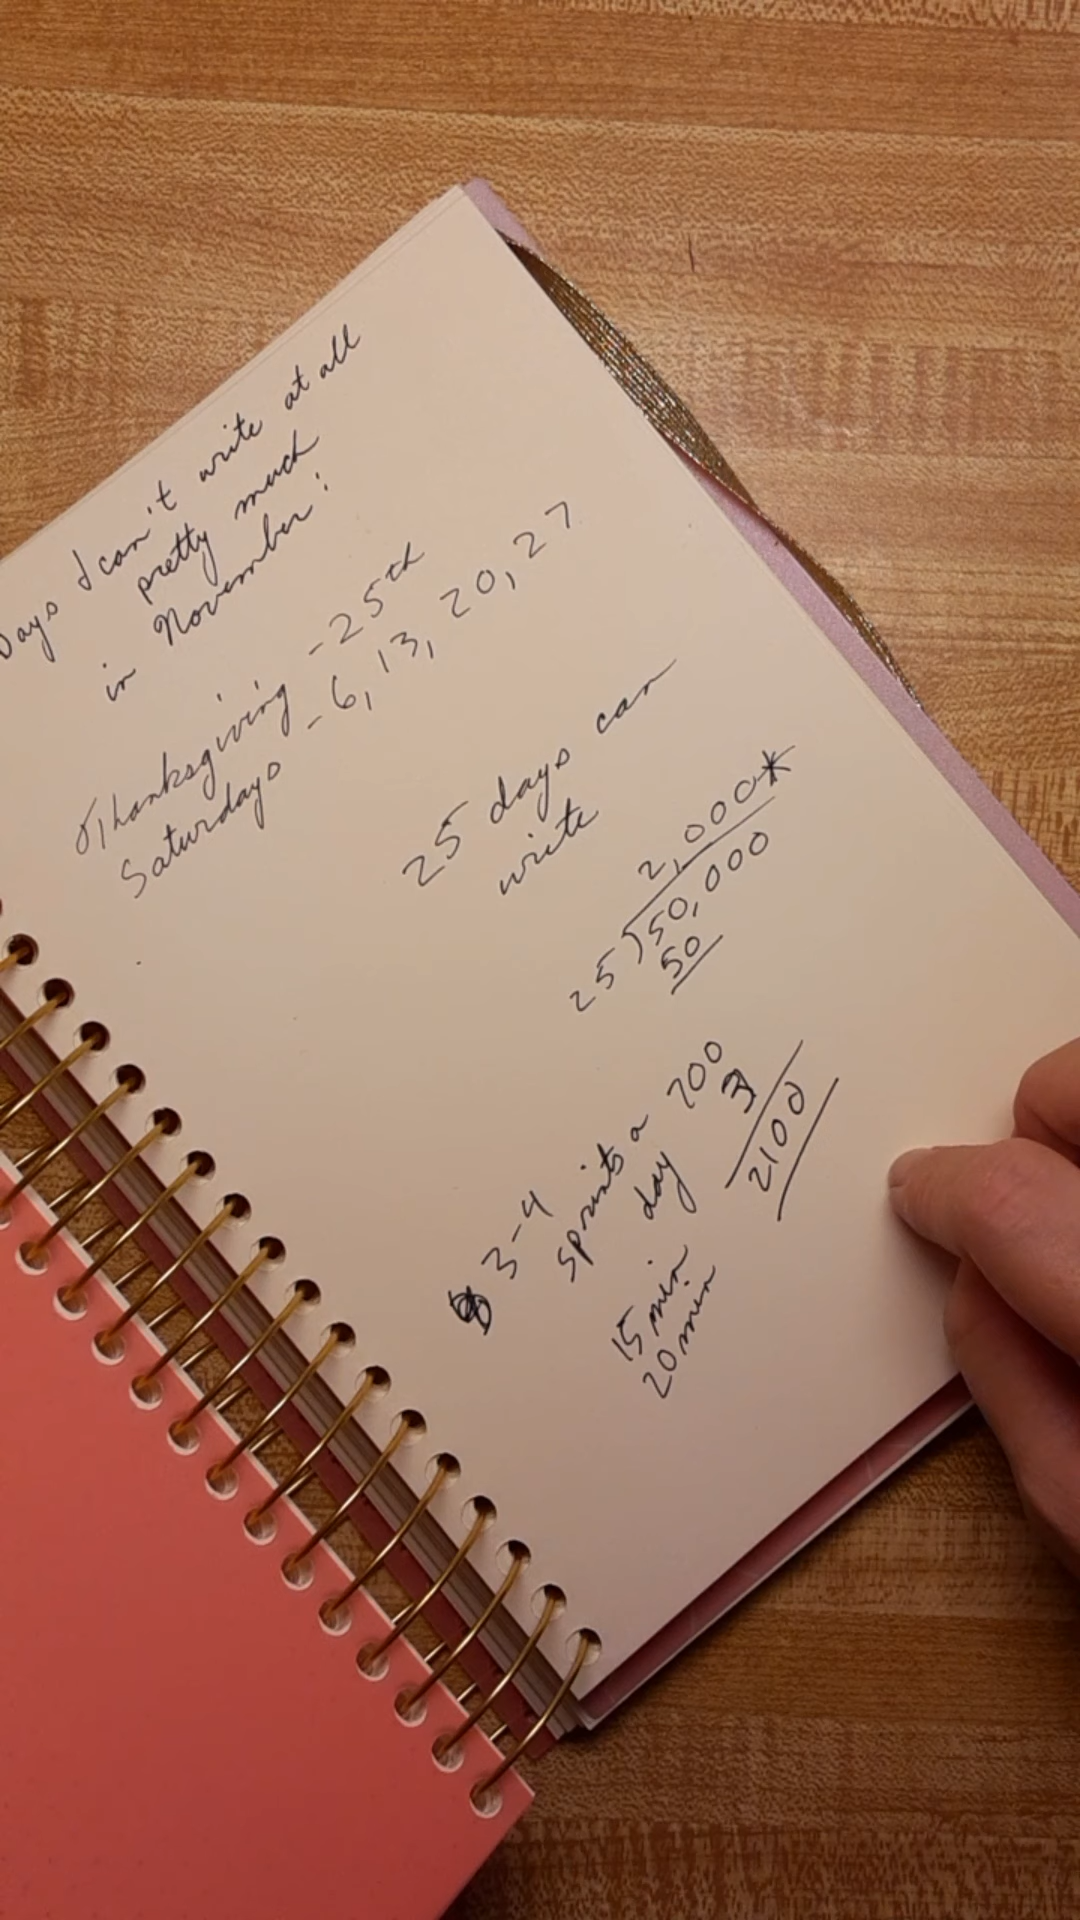 Days I can't write at all
pretty much
in November:
Thanksgiving - 25th
Saturdays - 6, 13, 20, 27
25 days can
write
2,000*
25)50,000
50
3-4
sprints a
day
15 min
20 min
700
3
2100